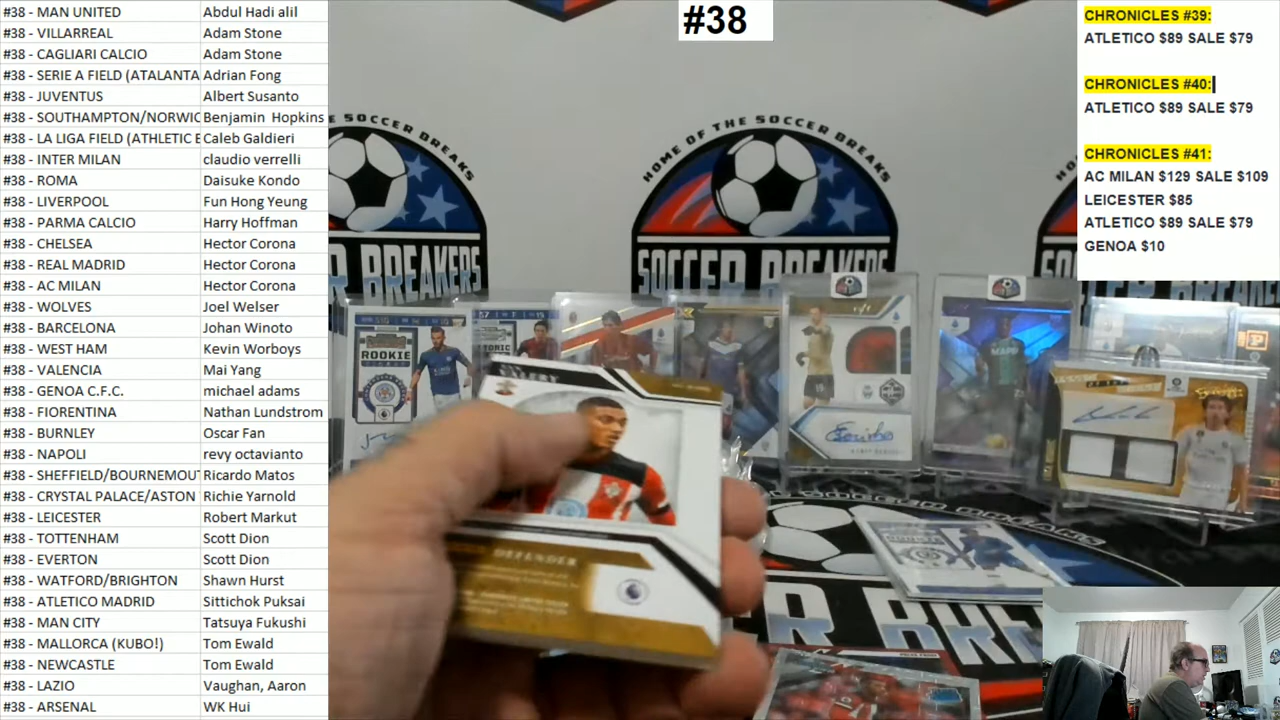 #38 - MAN UNITED Abdul Hadi alil
#38 - VILLARREAL Adam Stone
#38 - CAGLIARI CALCIO Adam Stone
#38 - SERIE A FIELD (ATALANTA Adrian Fong
#38 - JUVENTUS Albert Susanto
#38 - SOUTHAMPTON/NORWIC Benjamin Hopkins
#38 - LA LIGA FIELD (ATHLETIC B Caleb Galdieri
#38 - INTER MILAN claudio verrelli
#38 - ROMA Daisuke Kondo
#38 - LIVERPOOL Fun Hong Yeung
#38 - PARMA CALCIO Harry Hoffman
#38 - CHELSEA Hector Corona
#38 - REAL MADRID Hector Corona
#38 - AC MILAN Hector Corona
#38 - WOLVES Joel Welser
#38 - BARCELONA Johan Winoto
#38 - WEST HAM Kevin Worboys
#38 - VALENCIA Mai Yang
#38 - GENOA C.F.C. michael adams
#38 - FIORENTINA Nathan Lundstrom
#38 - BURNLEY Oscar Fan
#38 - NAPOLI revy octavianto
#38 - SHEFFIELD/BOURNEMOUT Ricardo Matos
#38 - CRYSTAL PALACE/ASTON Richie Yarnold
#38 - LEICESTER Robert Markut
#38 - TOTTENHAM Scott Dion
#38 - EVERTON Scott Dion
#38 - WATFORD/BRIGHTON Shawn Hurst
#38 - ATLETICO MADRID Sittichok Puksai
#38 - MAN CITY Tatsuya Fukushi
#38 - MALLORCA (KUBO!) Tom Ewald
#38 - NEWCASTLE Tom Ewald
#38 - LAZIO Vaughan, Aaron
#38 - ARSENAL WK Hui
#38
CHRONICLES #39:
ATLETICO $89 SALE $79
CHRONICLES #40:
ATLETICO $89 SALE $79
CHRONICLES #41:
AC MILAN $129 SALE $109
LEICESTER $85
ATLETICO $89 SALE $79
GENOA $10
E SOCCER BREAKS
BREAKERS
HOME OF THE SOCCER BREAKS
SOCCER BREAKERS
HOME OF THE
SOCCER
ROOKIE
DEFENDER